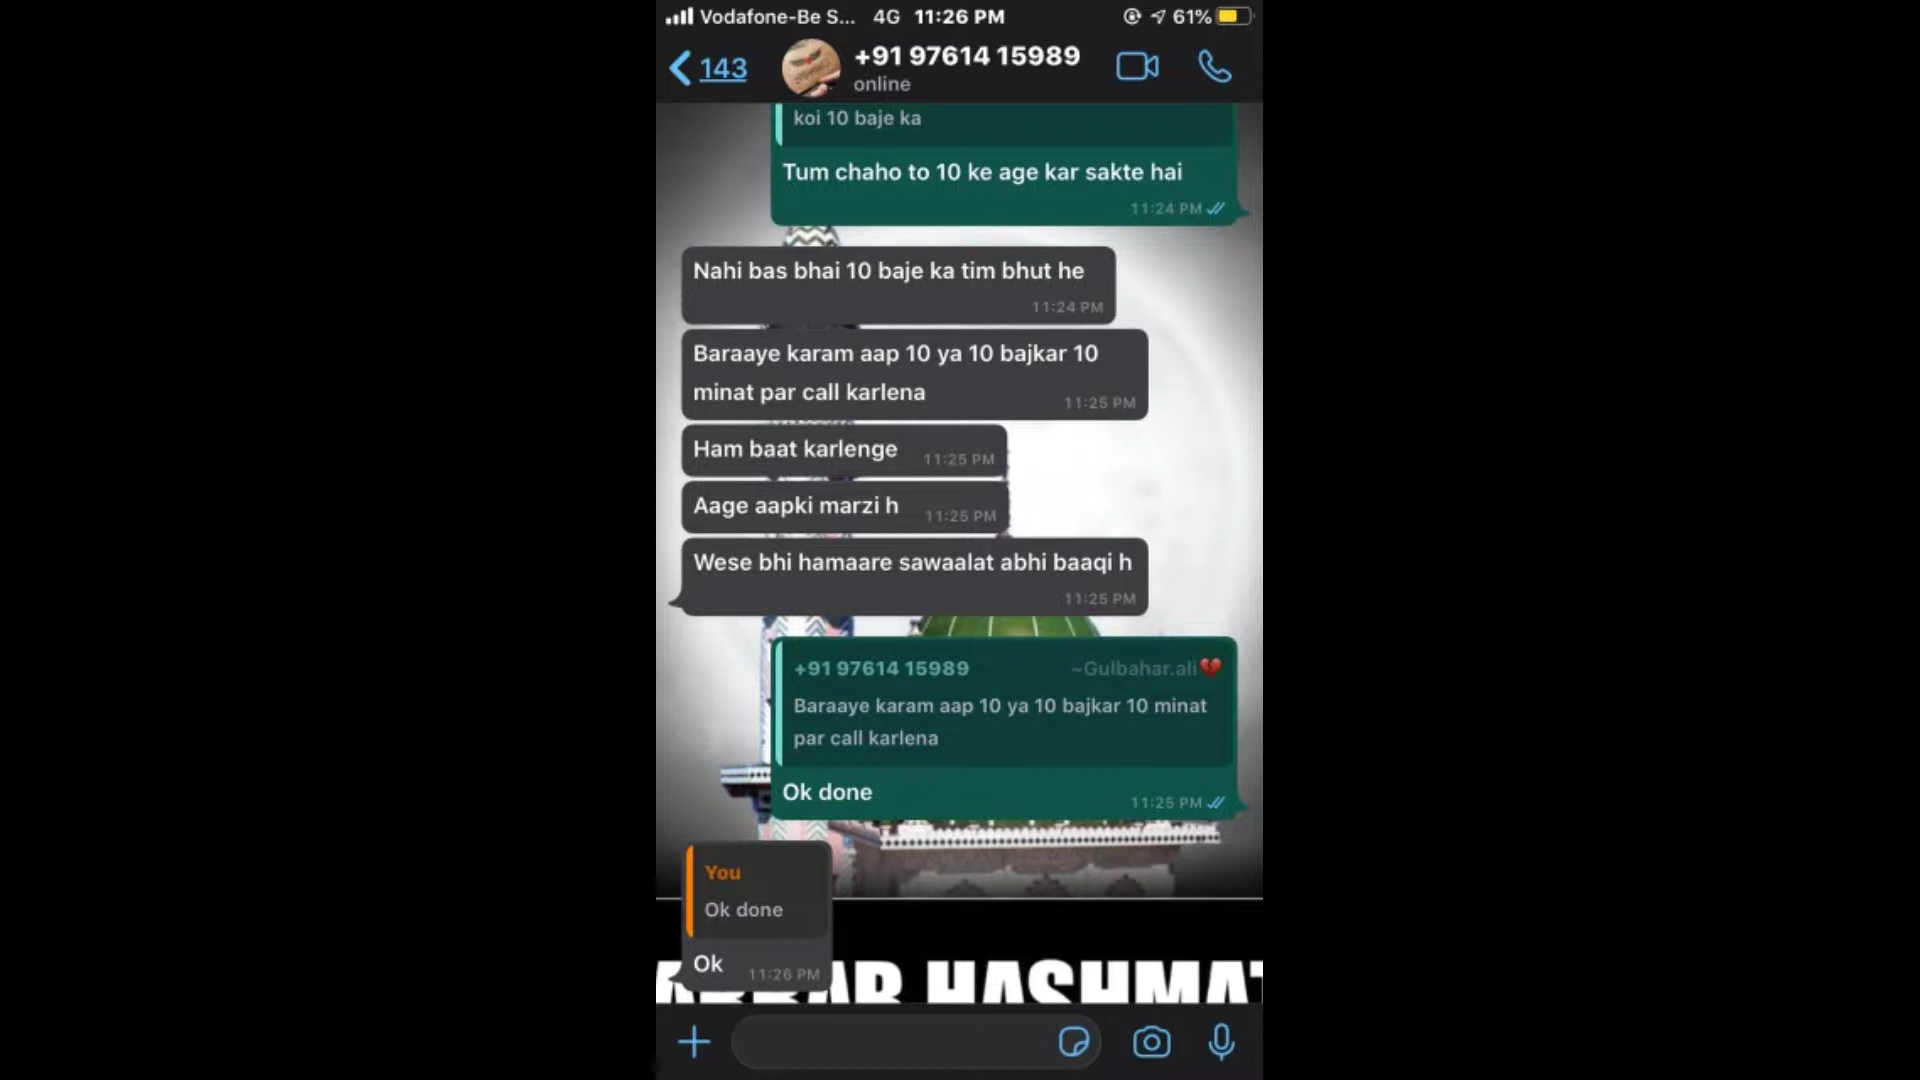 Vodafone-Be S... 4G 11:26 PM 61%
143 +91 97614 15989
online
koi 10 baje ka
Tum chaho to 10 ke age kar sakte hai
11:24 PM
Nahi bas bhai 10 baje ka tim bhut he
11:24 PM
Baraaye karam aap 10 ya 10 bajkar 10
minat par call karlena 11:25 PM
Ham baat karlenge 11:25 PM
Aage aapki marzi h 11:25 PM
Wese bhi hamaare sawaalat abhi baaqi h
11:25 PM
+91 97614 15989 ~Gulbahar.ali💔
Baraaye karam aap 10 ya 10 bajkar 10 minat
par call karlena
Ok done 11:25 PM
You
Ok done
Ok 11:26 PM